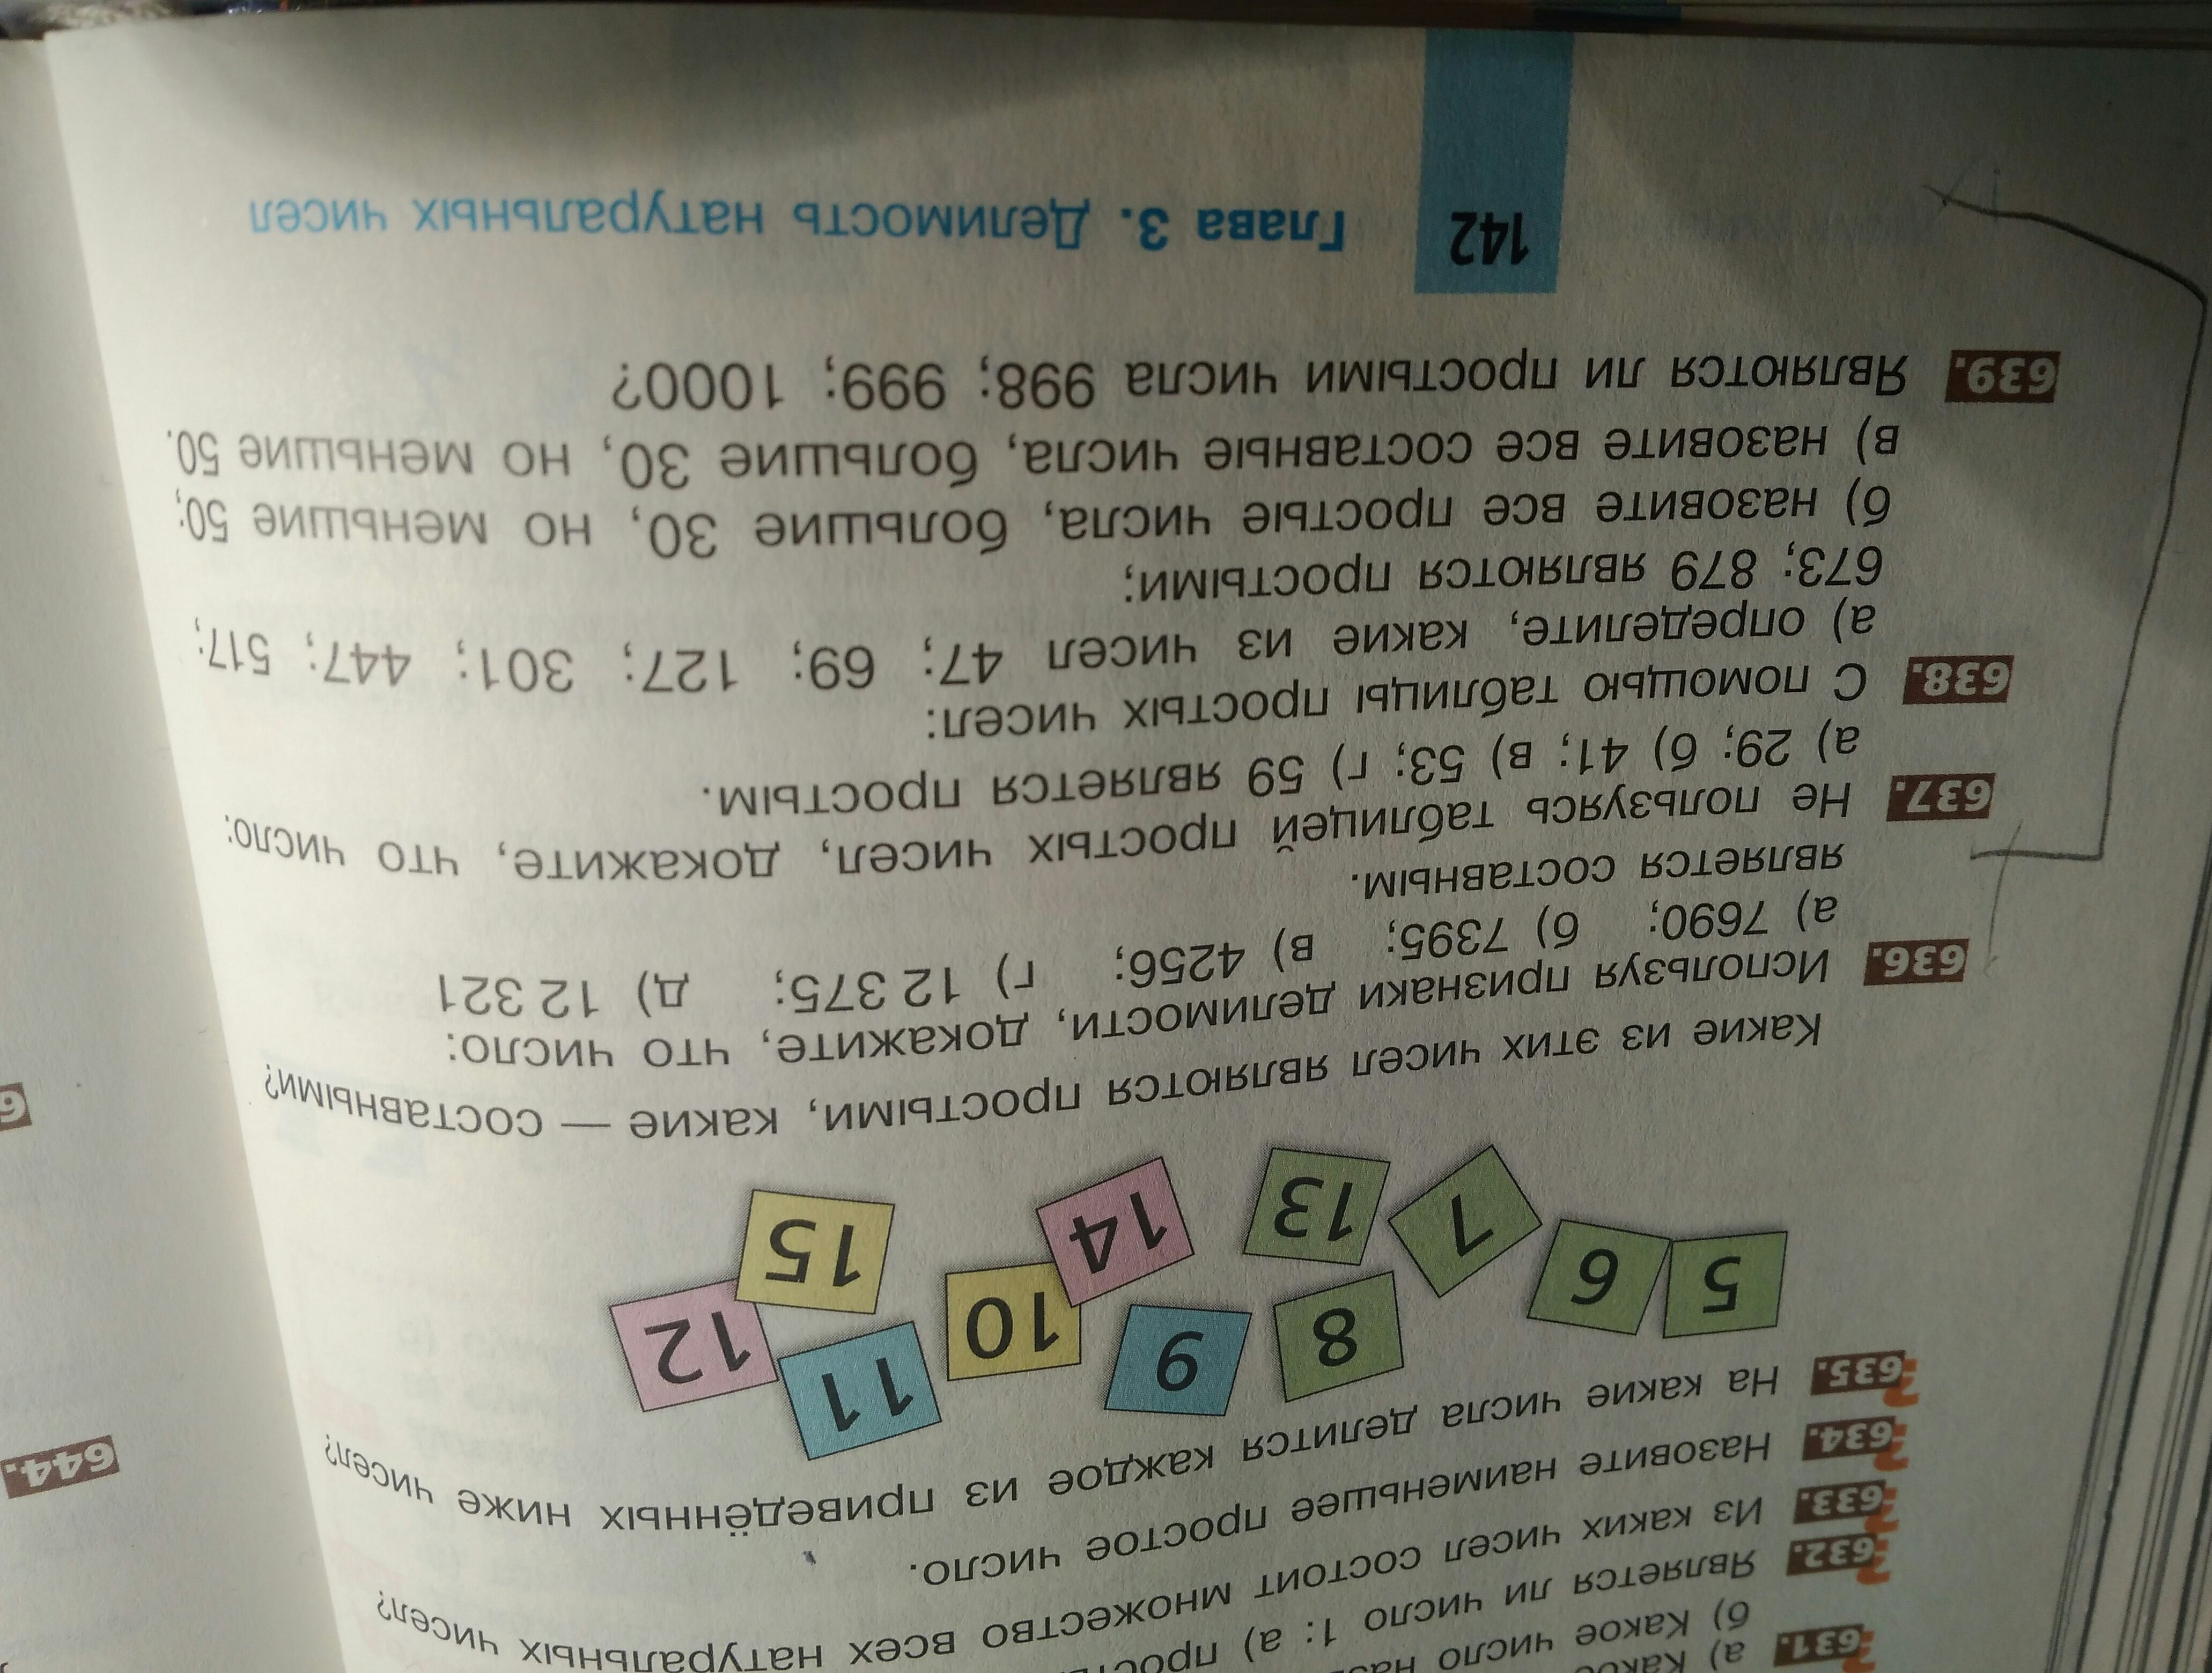 631. а) Какое
б) Какое число
632. Является ли число 1: а)
633. Из каких чисел состоит множество всех натуральных чисел?
634. Назовите наименьшее простое число.
635. На какие числа делится каждое из приведённых ниже чисел?
5 6 7 8 9 10 11 12 13 14 15
Какие из этих чисел являются простыми, какие — составными?
636. Используя признаки делимости, докажите, что число:
а) 7690; б) 7395; в) 4256; г) 12 375; д) 12 321
является составным.
637. Не пользуясь таблицей простых чисел, докажите, что число:
а) 29; б) 41; в) 53; г) 59 является простым.
638. С помощью таблицы простых чисел:
а) определите, какие из чисел 47; 69; 127; 301; 447; 517;
673; 879 являются простыми;
б) назовите все простые числа, большие 30, но меньшие 50;
в) назовите все составные числа, большие 30, но меньшие 50.
639. Являются ли простыми числа 998; 999; 1000?
142 Глава 3. Делимость натуральных чисел
644.